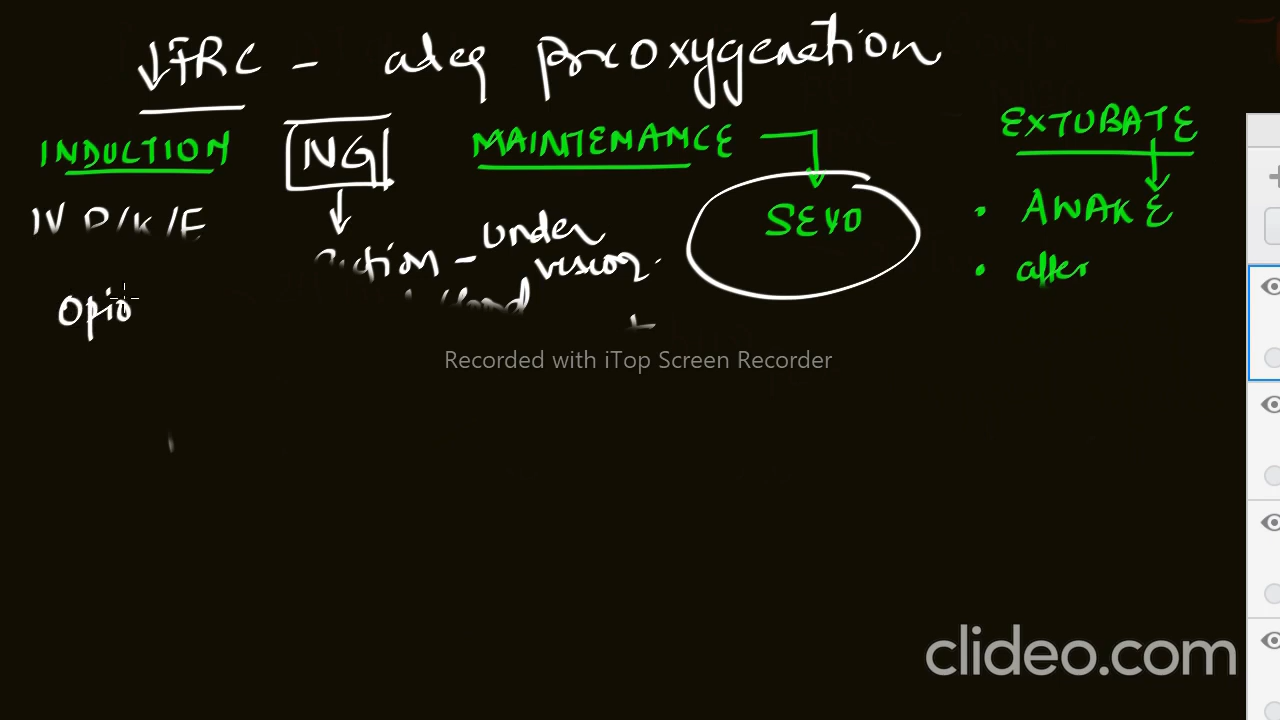 ↓FRC - adeq preoxygenation
INDUCTION
NG
MAINTENANCE
EXTUBATE
IV P/K/E
under
vision.
SEVO
• AWAKE
• after
Opio
Recorded with iTop Screen Recorder
clideo.com